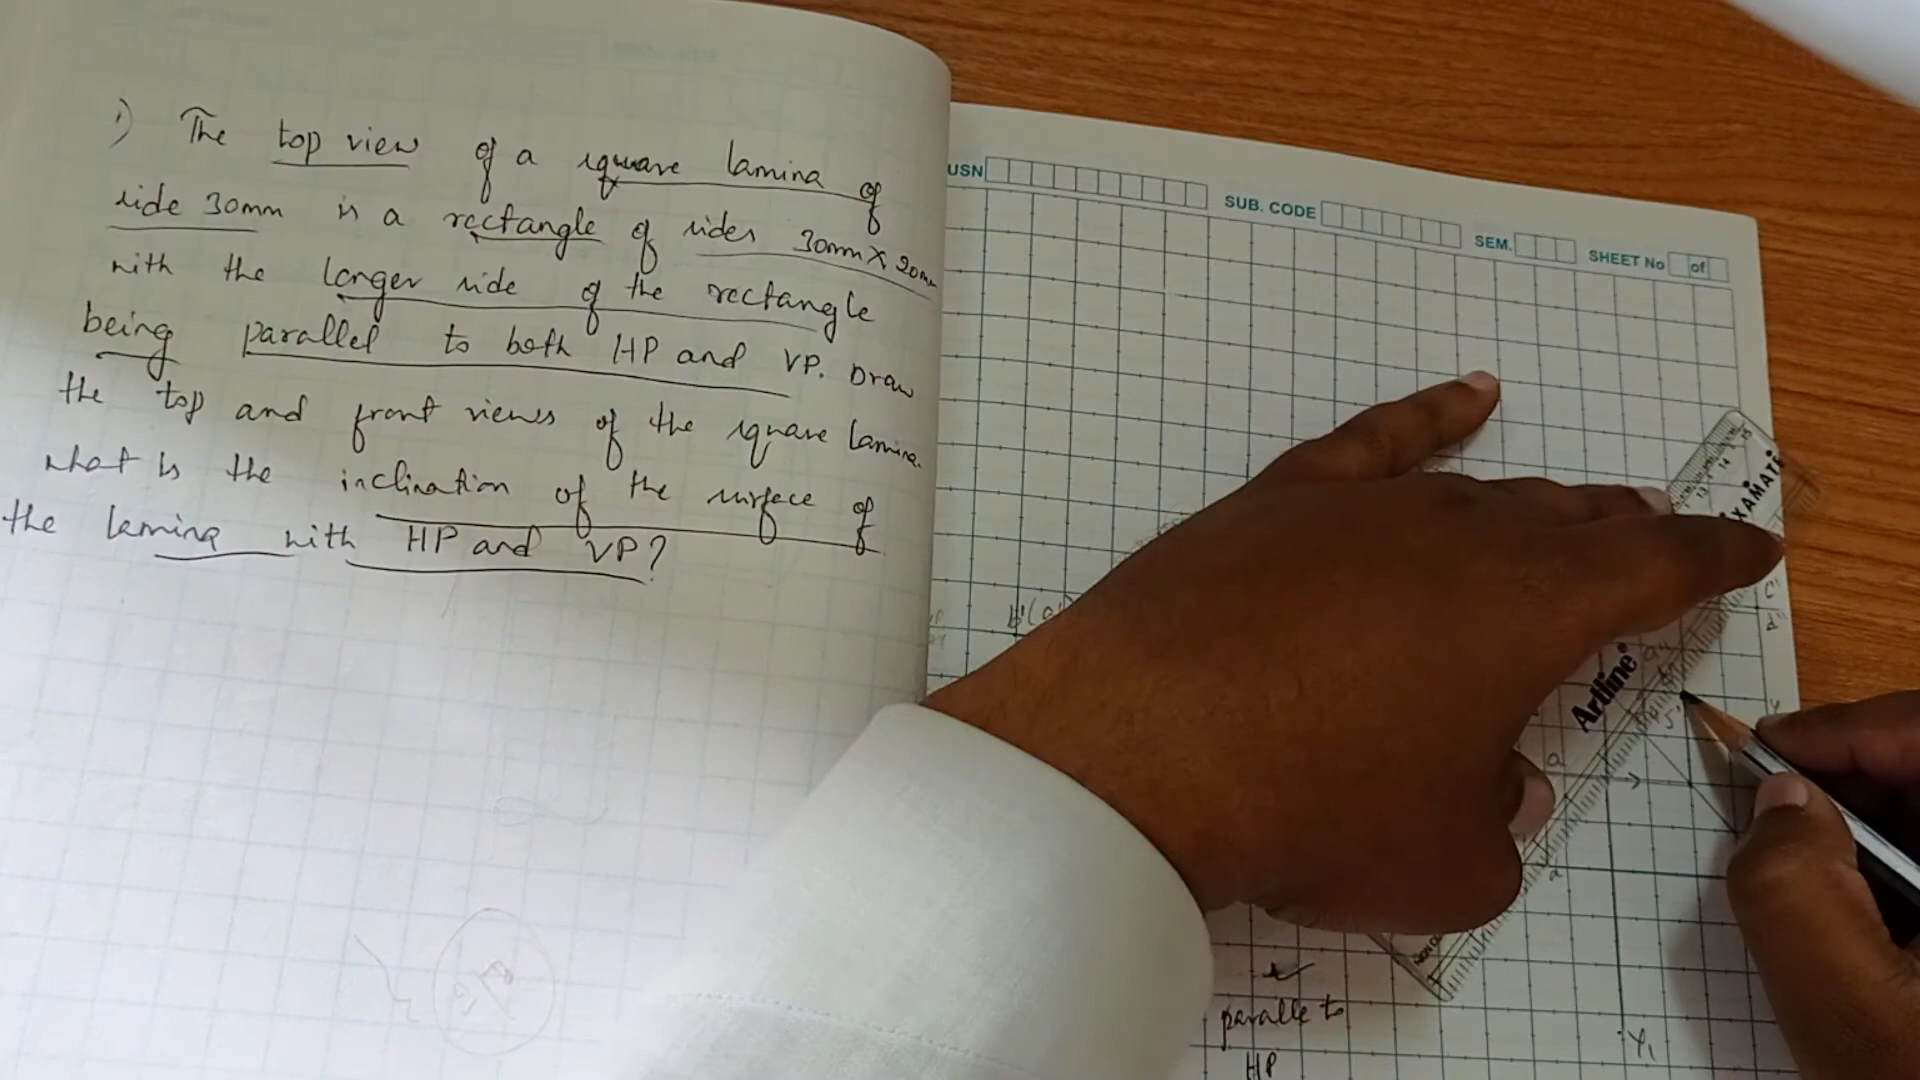 1) The top view of a square lamina of
side 30mm is a rectangle of sides 30mm X 20mm
with the longer side of the rectangle
being parallel to both HP and VP. Draw
the top and front views of the square lamina.
what is the inclination of the surface of
the lamina with HP and VP?
USN
SUB. CODE
SEM.
SHEET No of
b'(a'
c"
d"
Artline
a
Y1
parallel to
HP